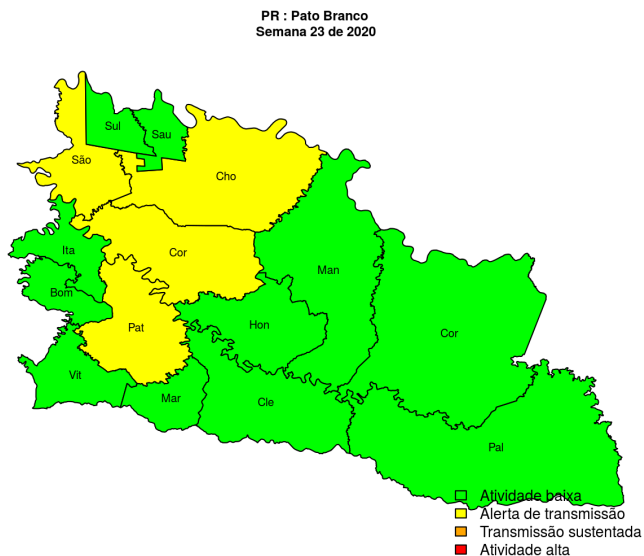 PR : Pato Branco
Semana 23 de 2020
Sul
Sau
São
Cho
Ita
Cor
Man
Bom
Pat
Hon
Cor
Vit
Mar
Cle
Pal
Atividade baixa
Alerta de transmissão
Transmissão sustentada
Atividade alta